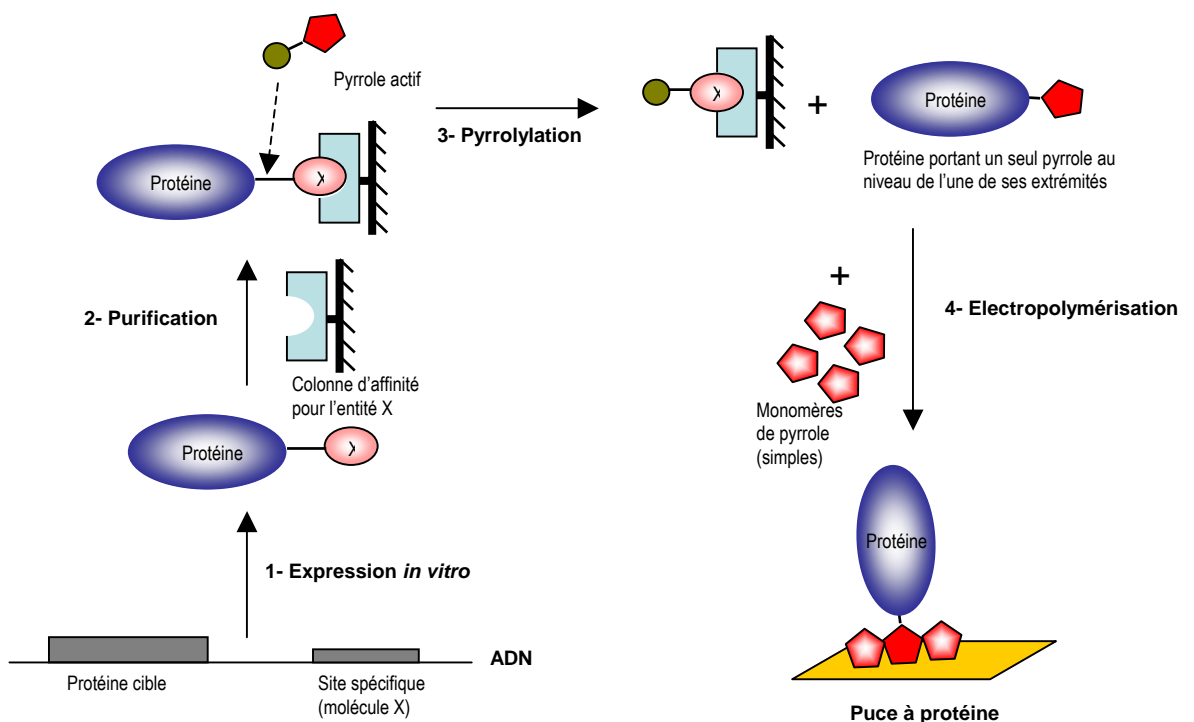 Pyrrole actif
3- Pyrrolylation
Protéine
X
X
+
Protéine
Protéine portant un seul pyrrole au
niveau de l'une de ses extrémités
2- Purification
Colonne d'affinité
pour l'entité X
Protéine
X
1- Expression in vitro
ADN
Protéine cible
Site spécifique
(molécule X)
+
Monomères
de pyrrole
(simples)
4- Electropolymérisation
Protéine
Puce à protéine